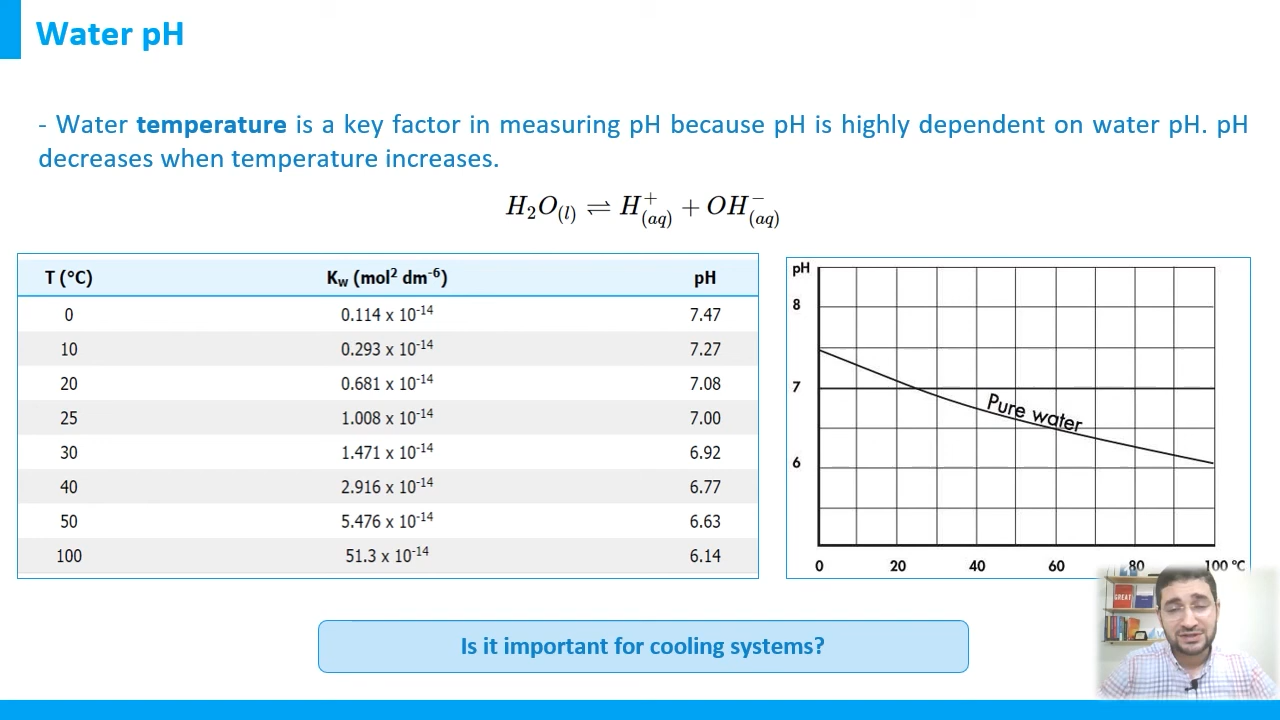 Water pH
- Water temperature is a key factor in measuring pH because pH is highly dependent on water pH. pH
decreases when temperature increases.
H₂O(l) ⇌ H⁺(aq) + OH⁻(aq)
T (°C) Kw (mol² dm⁻⁶) pH
0 0.114 x 10⁻¹⁴ 7.47
10 0.293 x 10⁻¹⁴ 7.27
20 0.681 x 10⁻¹⁴ 7.08
25 1.008 x 10⁻¹⁴ 7.00
30 1.471 x 10⁻¹⁴ 6.92
40 2.916 x 10⁻¹⁴ 6.77
50 5.476 x 10⁻¹⁴ 6.63
100 51.3 x 10⁻¹⁴ 6.14
pH
8
7
6
Pure water
0 20 40 60 80 100 °C
GREAT
Is it important for cooling systems?